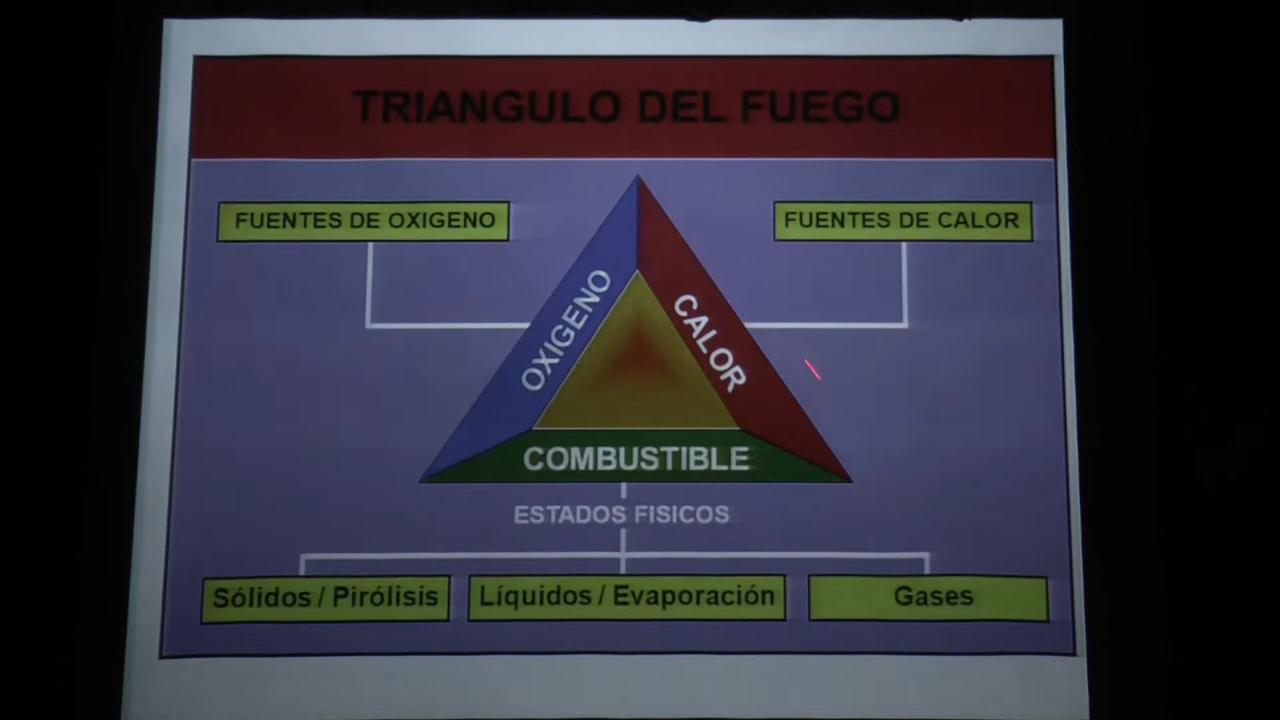 TRIANGULO DEL FUEGO
FUENTES DE OXIGENO
FUENTES DE CALOR
OXIGENO
CALOR
COMBUSTIBLE
ESTADOS FISICOS
Sólidos / Pirólisis
Líquidos / Evaporación
Gases